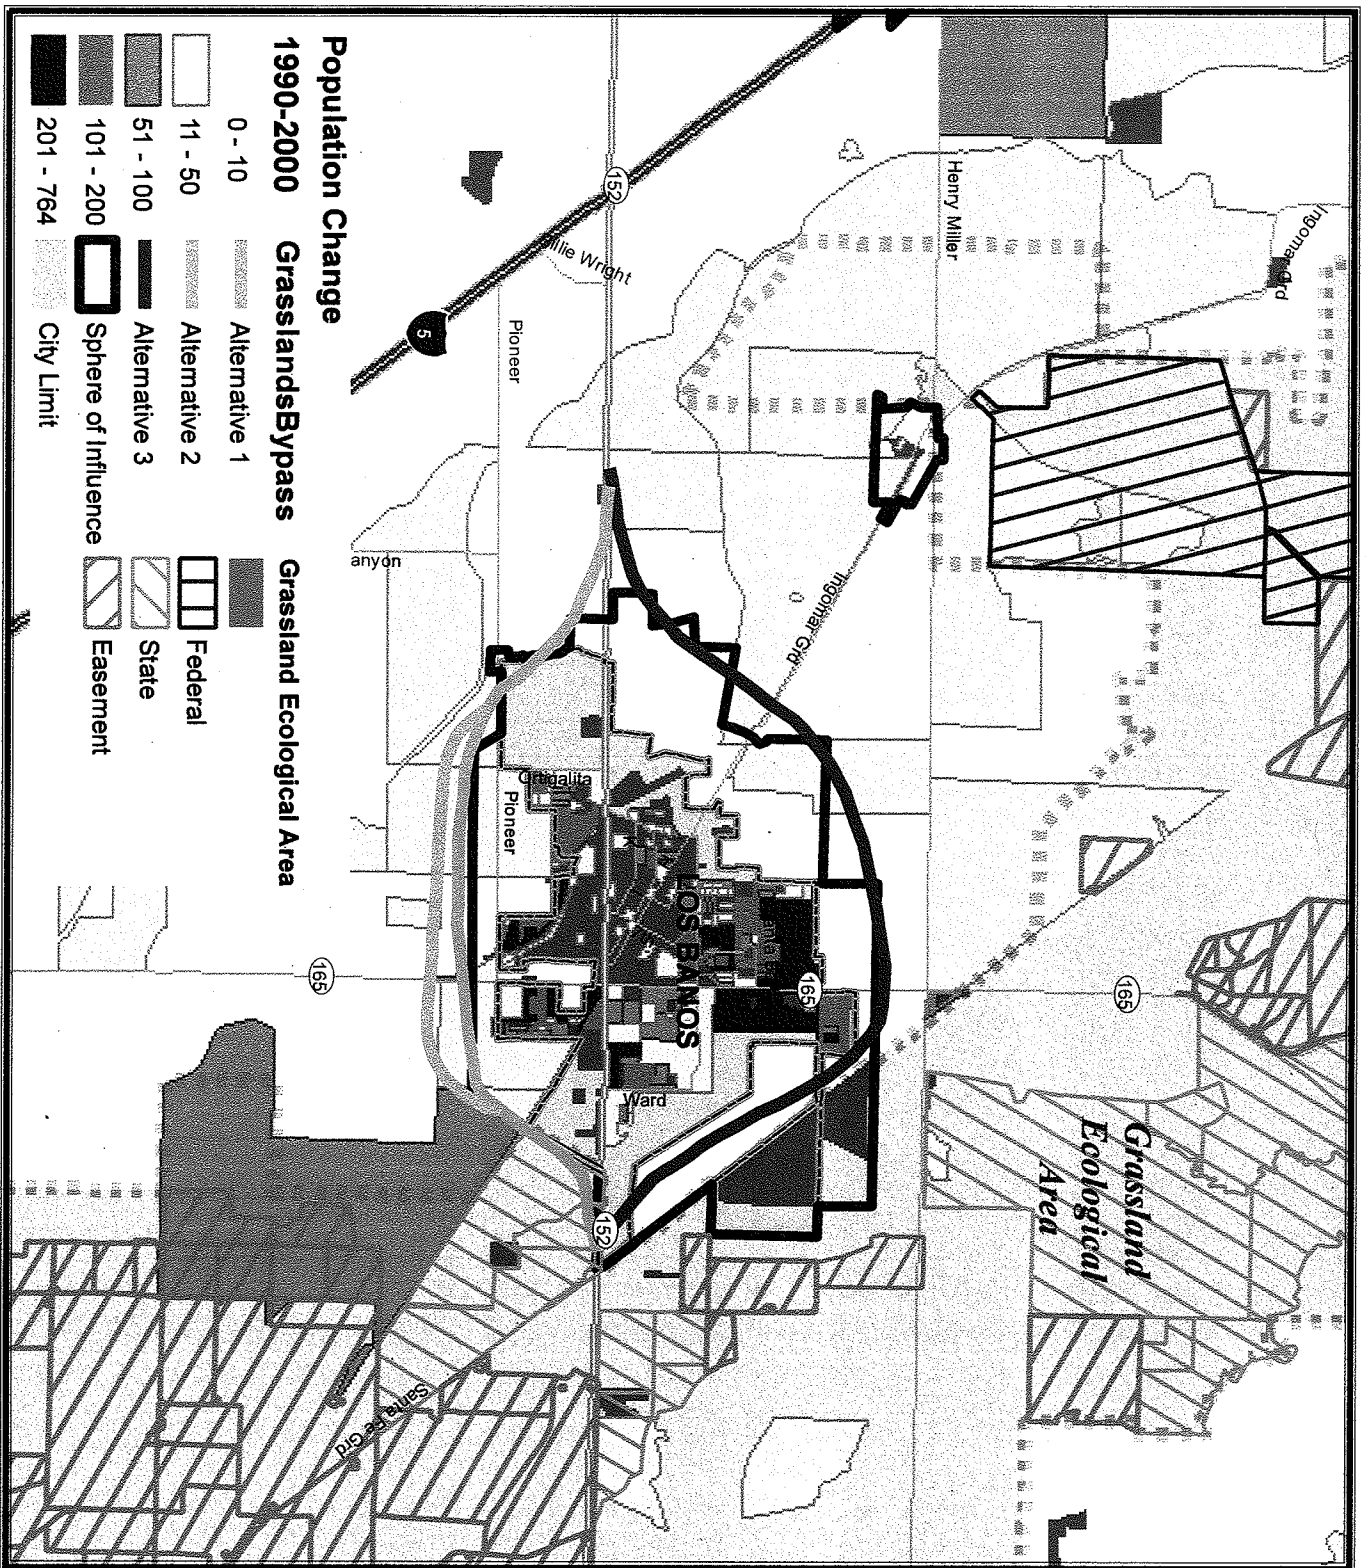 Population Change
1990-2000
GrasslandsBypass
Grassland Ecological Area
0 - 10
11 - 50
51 - 100
101 - 200
201 - 764
Alternative 1
Alternative 2
Alternative 3
Sphere of Influence
City Limit
Federal
State
Easement
Henry Miller
Ingomar Grd
152
illie Wright
5
Pioneer
anyon
Ingomar Grd
Ortigalita
Pioneer
LOS BANOS
165
165
165
Ward
152
Grassland
Ecological
Area
Santa Fe Grd